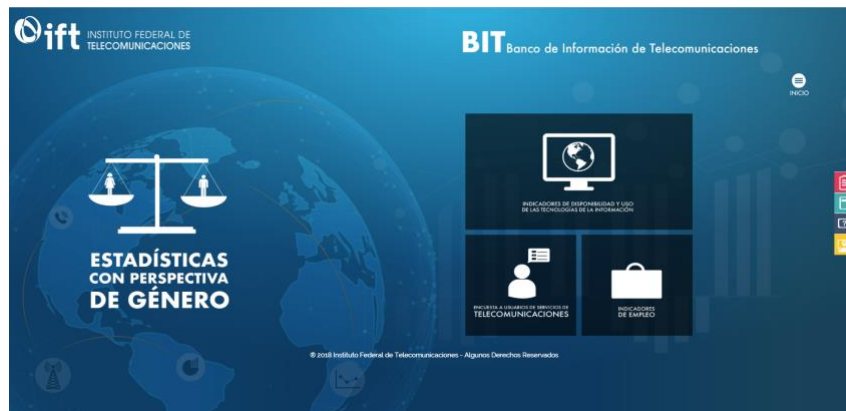 ift INSTITUTO FEDERAL DE
TELECOMUNICACIONES
BIT Banco de Información de Telecomunicaciones
INICIO
ESTADÍSTICAS
CON PERSPECTIVA
DE GÉNERO
INDICADORES DE DISPONIBILIDAD Y USO
DE LAS TECNOLOGÍAS DE LA INFORMACIÓN
ENCUESTA A USUARIOS DE SERVICIOS DE
TELECOMUNICACIONES
INDICADORES
DE EMPLEO
® 2018 Instituto Federal de Telecomunicaciones - Algunos Derechos Reservados